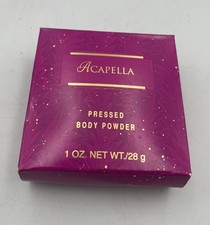 ACAPELLA
PRESSED
BODY POWDER
1 OZ. NET WT./28 g